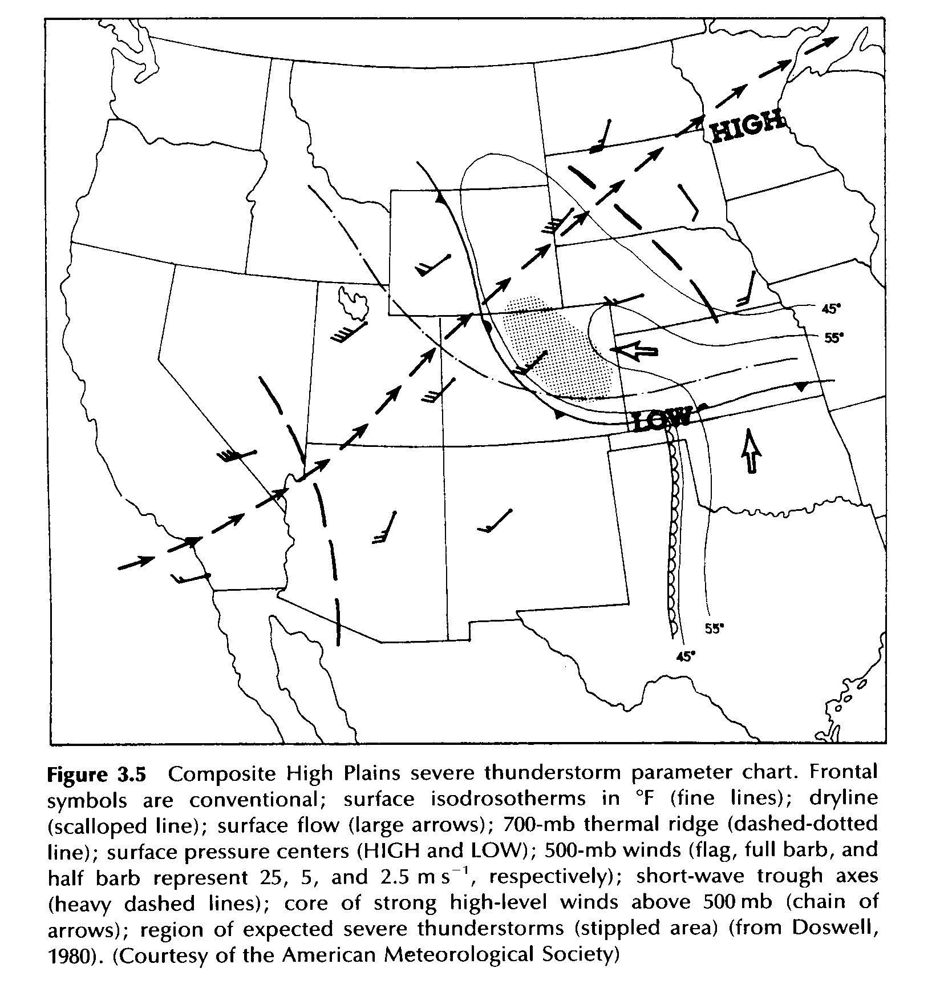 HIGH
45°
55°
LOW
55°
45°
Figure 3.5 Composite High Plains severe thunderstorm parameter chart. Frontal
symbols are conventional; surface isodrosotherms in °F (fine lines); dryline
(scalloped line); surface flow (large arrows); 700-mb thermal ridge (dashed-dotted
line); surface pressure centers (HIGH and LOW); 500-mb winds (flag, full barb, and
half barb represent 25, 5, and 2.5 m s⁻¹, respectively); short-wave trough axes
(heavy dashed lines); core of strong high-level winds above 500 mb (chain of
arrows); region of expected severe thunderstorms (stippled area) (from Doswell,
1980). (Courtesy of the American Meteorological Society)